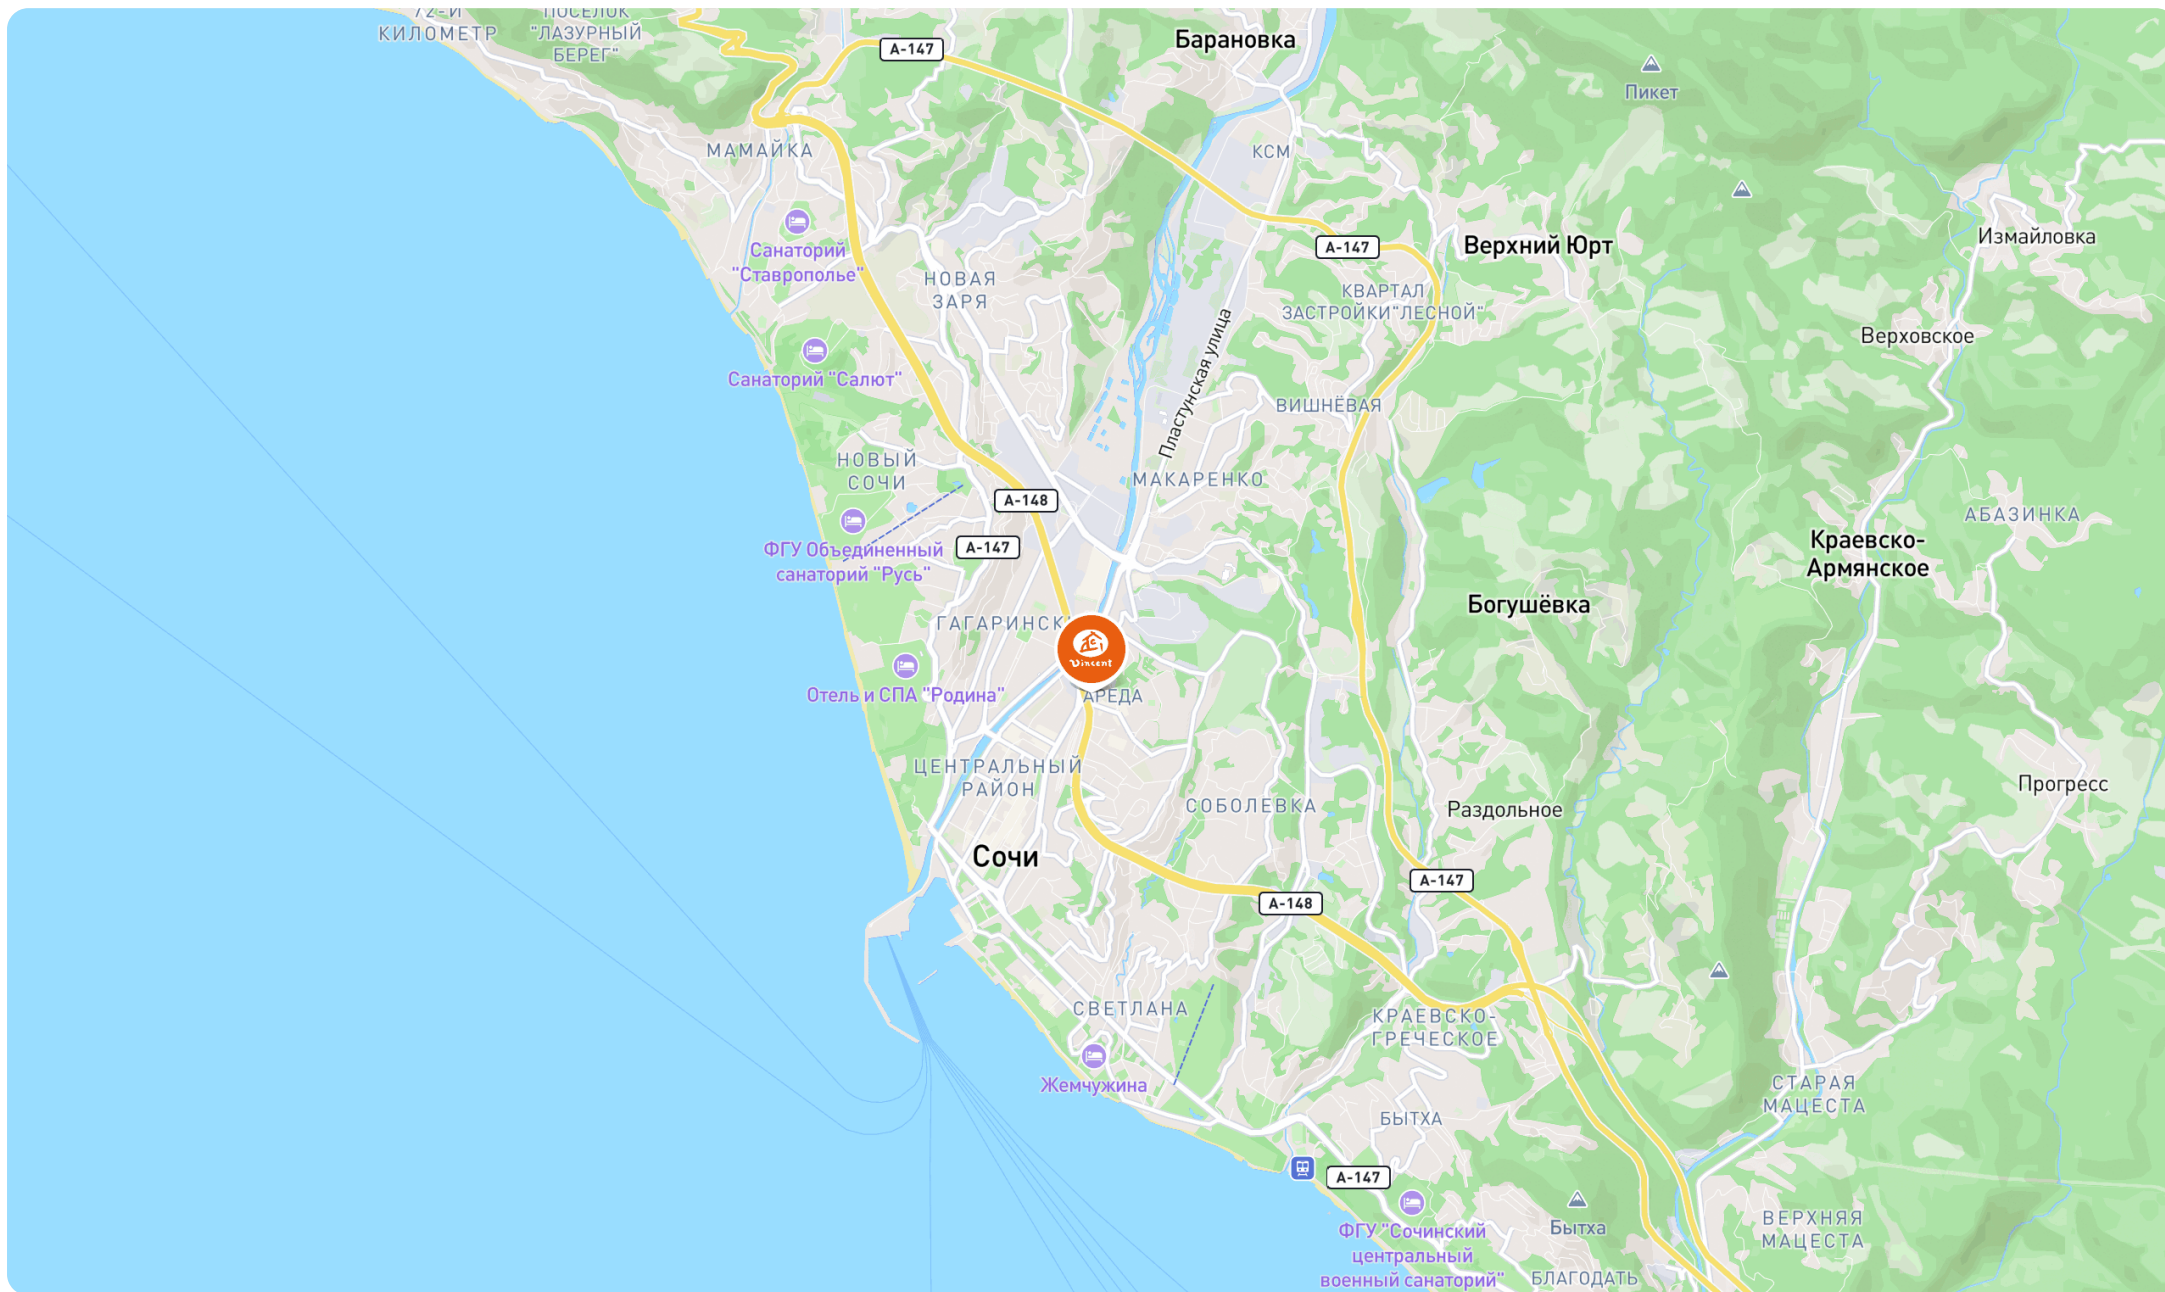 72-Й
КИЛОМЕТР
ПОСЁЛОК
"ЛАЗУРНЫЙ
БЕРЕГ"
А-147
Барановка
Пикет
МАМАЙКА
КСМ
Санаторий
"Ставрополье"
НОВАЯ
ЗАРЯ
А-147
Верхний Юрт
Измайловка
КВАРТАЛ
ЗАСТРОЙКИ"ЛЕСНОЙ"
Пластунская улица
Верховское
Санаторий "Салют"
ВИШНЁВАЯ
НОВЫЙ
СОЧИ
МАКАРЕНКО
А-148
АБАЗИНКА
ФГУ Объединенный
санаторий "Русь"
А-147
Краевско-
Армянское
Богушёвка
ГАГАРИНСК
Vincent
Отель и СПА "Родина"
АРЕДА
ЦЕНТРАЛЬНЫЙ
РАЙОН
СОБОЛЕВКА
Раздольное
Прогресс
Сочи
А-147
А-148
СВЕТЛАНА
КРАЕВСКО-
ГРЕЧЕСКОЕ
Жемчужина
СТАРАЯ
МАЦЕСТА
БЫТХА
А-147
ФГУ "Сочинский
центральный
военный санаторий"
Бытха
БЛАГОДАТЬ
ВЕРХНЯЯ
МАЦЕСТА